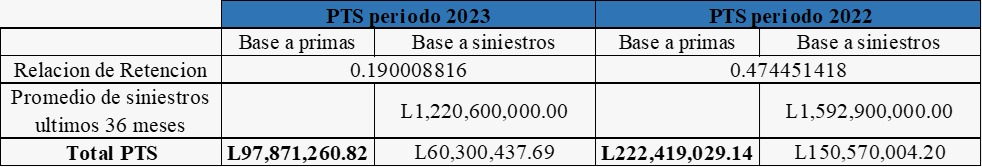 PTS periodo 2023 PTS periodo 2022
Base a primas Base a siniestros Base a primas Base a siniestros
Relacion de Retencion 0.190008816 0.474451418
Promedio de siniestros
ultimos 36 meses L1,220,600,000.00 L1,592,900,000.00
Total PTS L97,871,260.82 L60,300,437.69 L222,419,029.14 L150,570,004.20